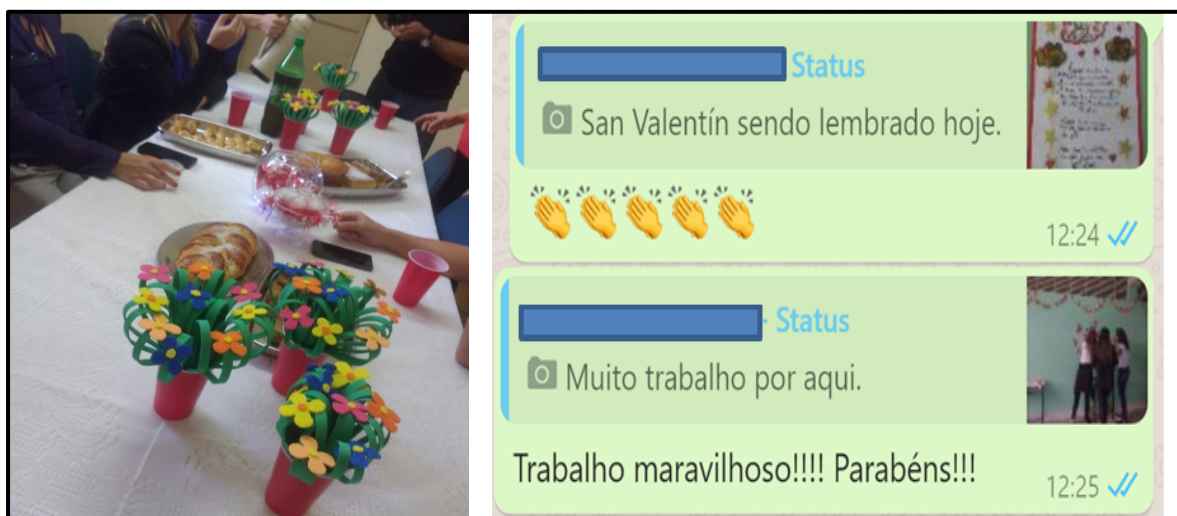 Status
San Valentín sendo lembrado hoje.
👏👏👏👏👏
12:24
· Status
Muito trabalho por aqui.
Trabalho maravilhoso!!!! Parabéns!!!
12:25